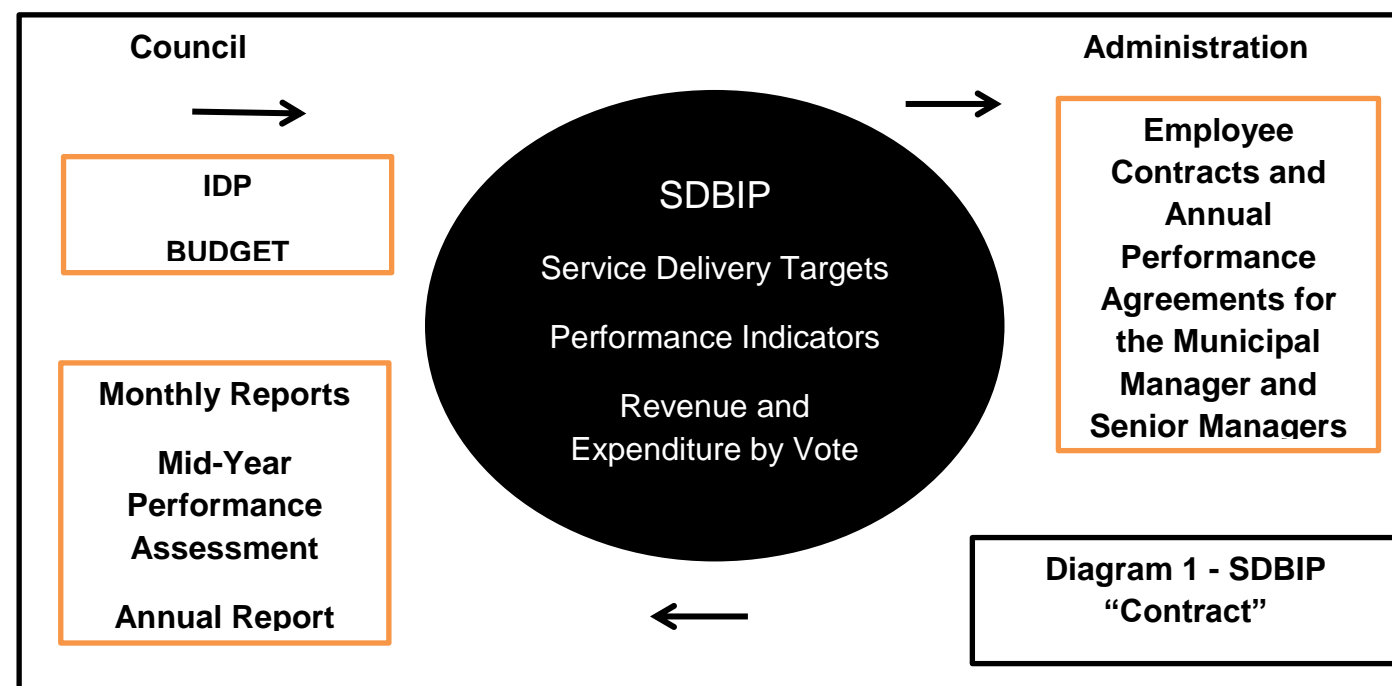 Council
Administration
IDP
BUDGET
Monthly Reports
Mid-Year
Performance
Assessment
Annual Report
SDBIP
Service Delivery Targets
Performance Indicators
Revenue and
Expenditure by Vote
Employee
Contracts and
Annual
Performance
Agreements for
the Municipal
Manager and
Senior Managers
Diagram 1 - SDBIP
“Contract”